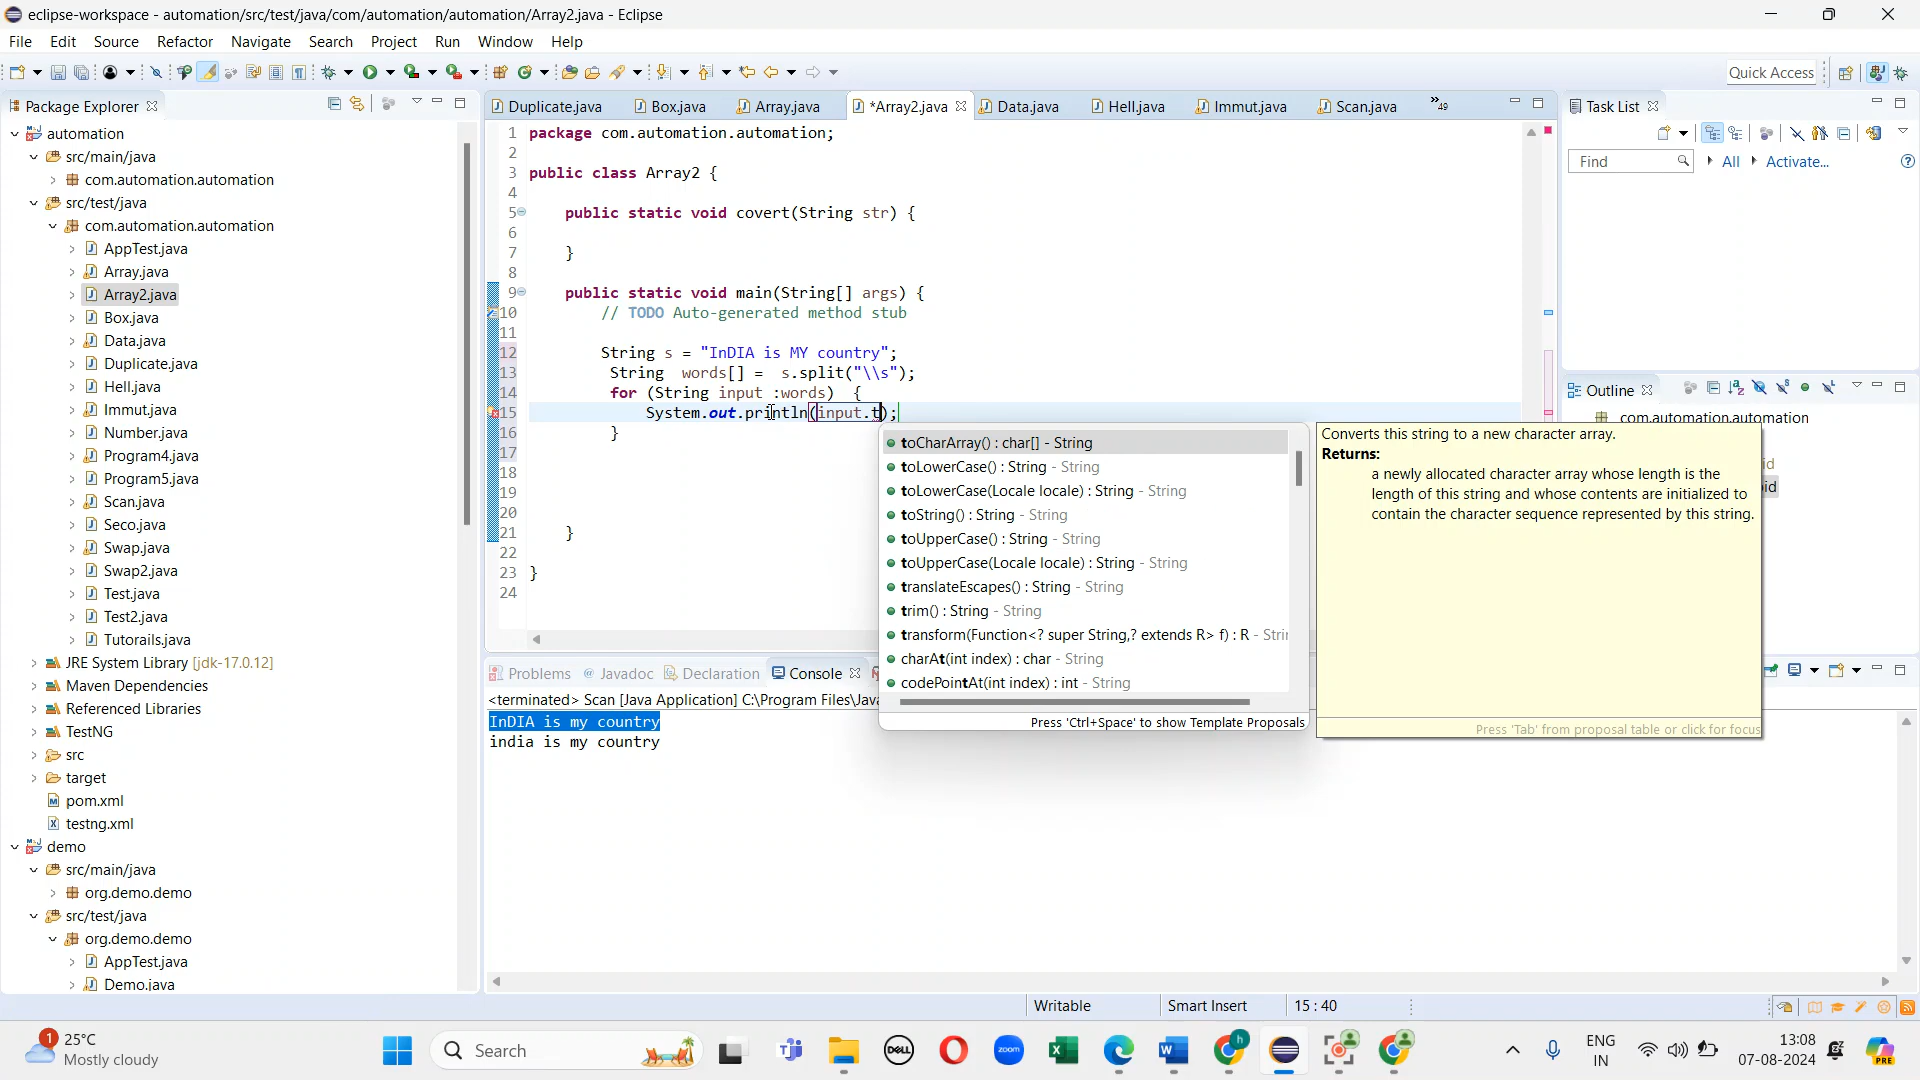 eclipse-workspace - automation/src/test/java/com/automation/automation/Array2.java - Eclipse
File Edit Source Refactor Navigate Search Project Run Window Help
Quick Access
Package Explorer
Duplicate.java Box.java Array.java *Array2.java Data.java Hell.java Immut.java Scan.java »49
Task List
Find All Activate...
automation
src/main/java
com.automation.automation
src/test/java
com.automation.automation
AppTest.java
Array.java
Array2.java
Box.java
Data.java
Duplicate.java
Hell.java
Immut.java
Number.java
Program4.java
Program5.java
Scan.java
Seco.java
Swap.java
Swap2.java
Test.java
Test2.java
Tutorails.java
JRE System Library [jdk-17.0.12]
Maven Dependencies
Referenced Libraries
TestNG
src
target
pom.xml
testng.xml
demo
src/main/java
org.demo.demo
src/test/java
org.demo.demo
AppTest.java
Demo.java
1 package com.automation.automation;
2
3 public class Array2 {
4
5 public static void covert(String str) {
6
7 }
8
9 public static void main(String[] args) {
10 // TODO Auto-generated method stub
11
12 String s = "InDIA is MY country";
13 String words[] = s.split("\\s");
14 for (String input :words) {
15 System.out.println(input.t);
16 }
17
18
19
20
21 }
22
23 }
24
toCharArray() : char[] - String
toLowerCase() : String - String
toLowerCase(Locale locale) : String - String
toString() : String - String
toUpperCase() : String - String
toUpperCase(Locale locale) : String - String
translateEscapes() : String - String
trim() : String - String
transform(Function<? super String,? extends R> f) : R - Stri
charAt(int index) : char - String
codePointAt(int index) : int - String
Press 'Ctrl+Space' to show Template Proposals
Converts this string to a new character array.
Returns:
a newly allocated character array whose length is the
length of this string and whose contents are initialized to
contain the character sequence represented by this string.
Press 'Tab' from proposal table or click for focus
Outline
com.automation.automation
id
oid
Problems Javadoc Declaration Console
<terminated> Scan [Java Application] C:\Program Files\Java
InDIA is my country
india is my country
Writable Smart Insert 15 : 40
1
25°C
Mostly cloudy
Search
DELL
zoom
ENG
IN
13:08
07-08-2024
PRE